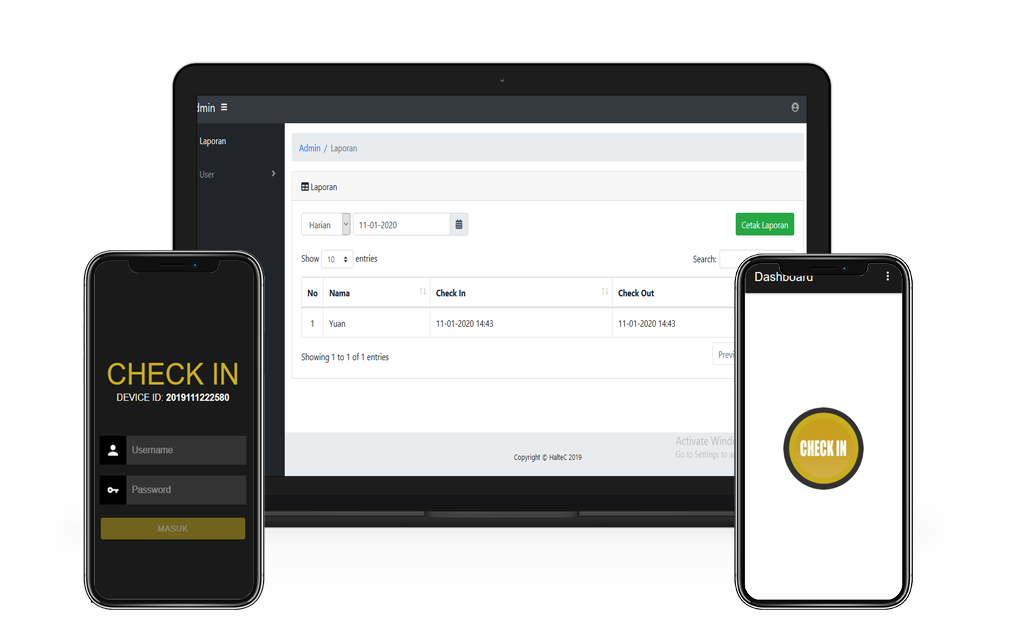 dmin
Laporan
User
Admin / Laporan
Laporan
Harian 11-01-2020 Cetak Laporan
Show 10 entries Search:
No Nama Check In Check Out
1 Yuan 11-01-2020 14:43 11-01-2020 14:43
Showing 1 to 1 of 1 entries Previ
Activate Wind
Go to Settings to a
Copyright © HalteC 2019
CHECK IN
DEVICE ID: 2019111222580
Username
Password
MASUK
Dashboard
CHECK IN